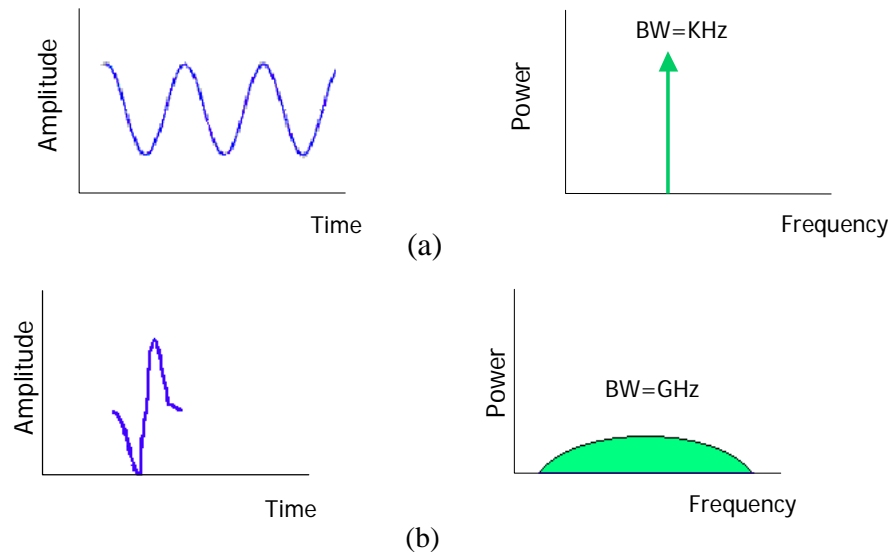 Amplitude
Time
BW=KHz
Power
Frequency
(a)
Amplitude
Time
BW=GHz
Power
Frequency
(b)